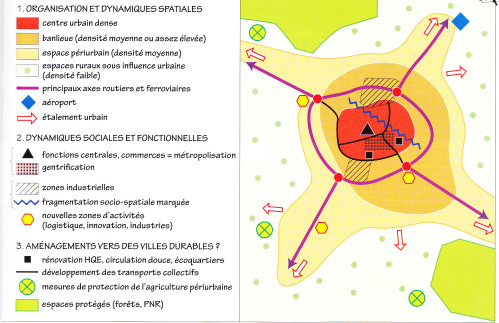 1. ORGANISATION ET DYNAMIQUES SPATIALES
centre urbain dense
banlieue (densité moyenne ou assez élevée)
espace périurbain (densité moyenne)
espaces ruraux sous influence urbaine
(densité faible)
principaux axes routiers et ferroviaires
aéroport
étalement urbain
2. DYNAMIQUES SOCIALES ET FONCTIONNELLES
fonctions centrales, commerces = métropolisation
gentrification
zones industrielles
fragmentation socio-spatiale marquée
nouvelles zones d'activités
(logistique, innovation, industries)
3. AMÉNAGEMENTS VERS DES VILLES DURABLES ?
rénovation HQE, circulation douce, écoquartiers
développement des transports collectifs
mesures de protection de l'agriculture périurbaine
espaces protégés (forêts, PNR)